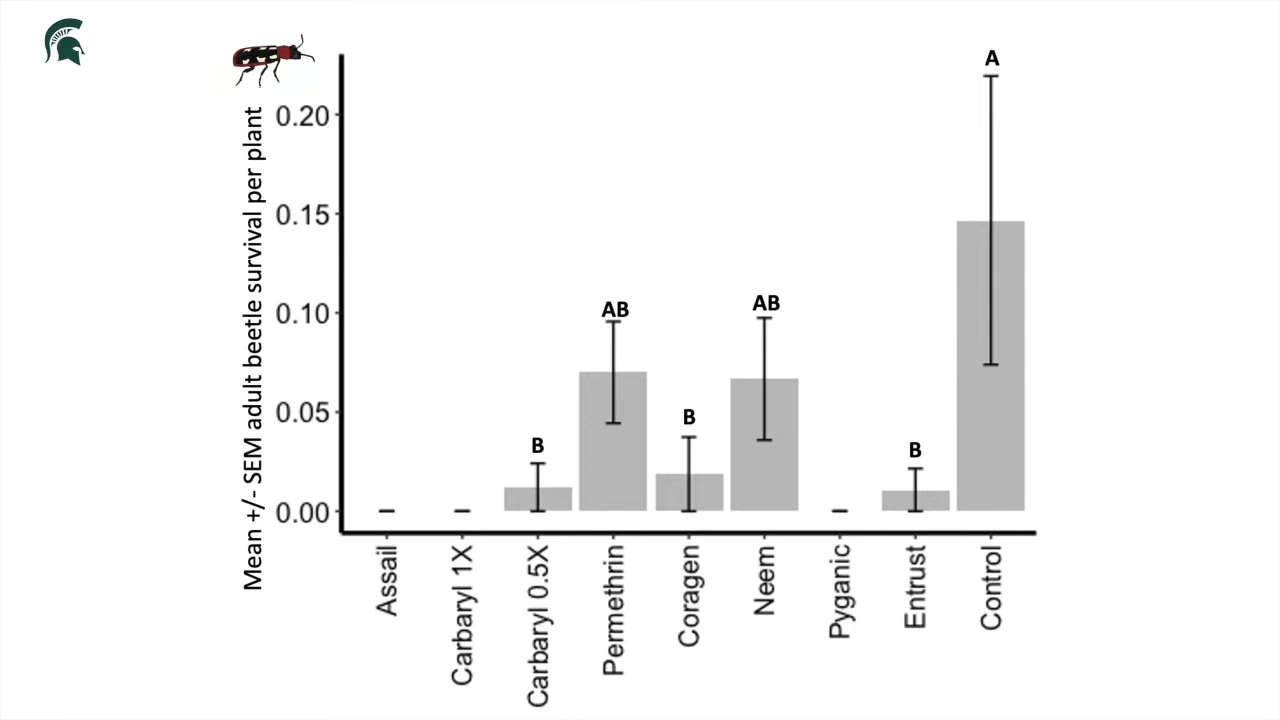 Mean +/- SEM adult beetle survival per plant
0.20
0.15
0.10
0.05
0.00
A
AB
AB
B
B
B
Assail
Carbaryl 1X
Carbaryl 0.5X
Permethrin
Coragen
Neem
Pyganic
Entrust
Control